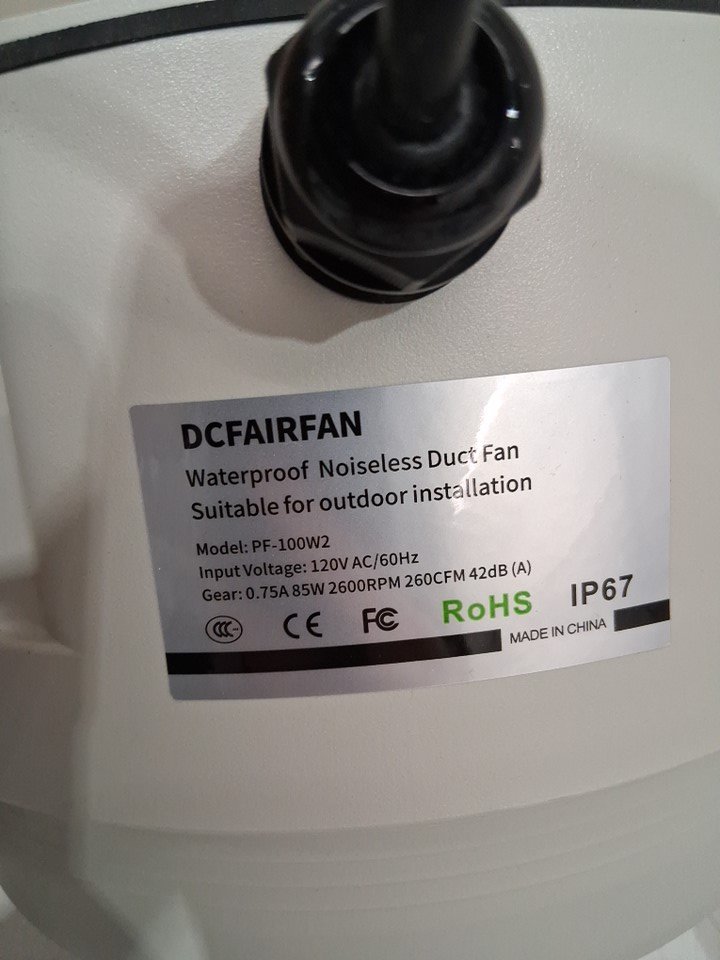 DCFAIRFAN
Waterproof Noiseless Duct Fan
Suitable for outdoor installation
Model: PF-100W2
Input Voltage: 120V AC/60Hz
Gear: 0.75A 85W 2600RPM 260CFM 42dB (A)
CCC CE FC RoHS IP67
MADE IN CHINA